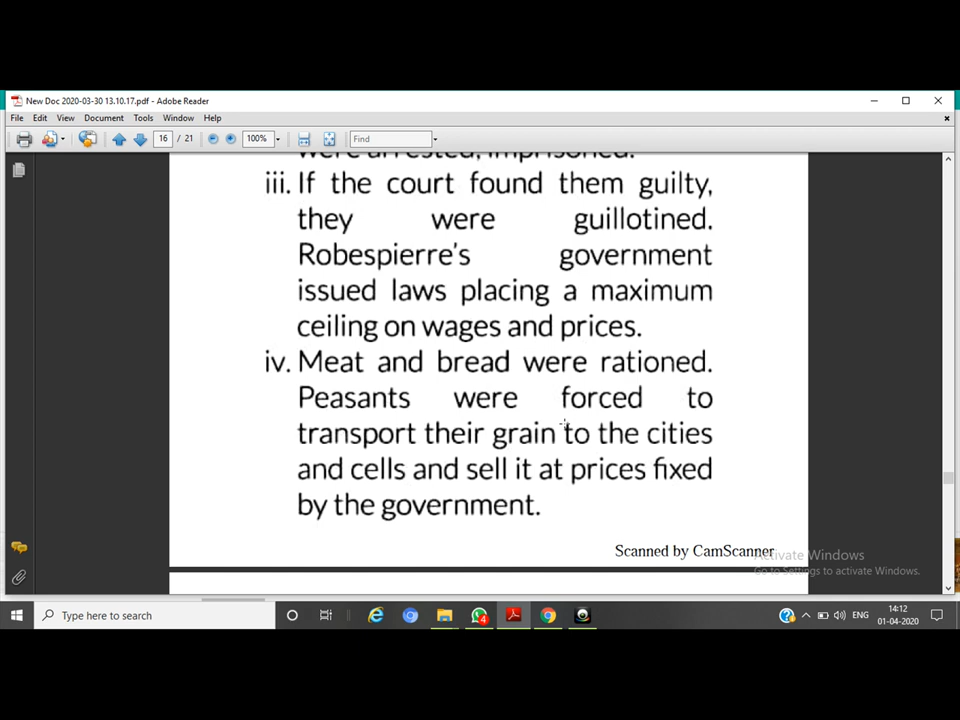 New Doc 2020-03-30 13.10.17.pdf - Adobe Reader
File Edit View Document Tools Window Help
16 / 21 100% Find
were arrested, imprisoned.
iii. If the court found them guilty,
they were guillotined.
Robespierre's government
issued laws placing a maximum
ceiling on wages and prices.
iv. Meat and bread were rationed.
Peasants were forced to
transport their grain to the cities
and cells and sell it at prices fixed
by the government.
Scanned by CamScanner
Activate Windows
Go to Settings to activate Windows.
Type here to search
4
ENG
14:12
01-04-2020